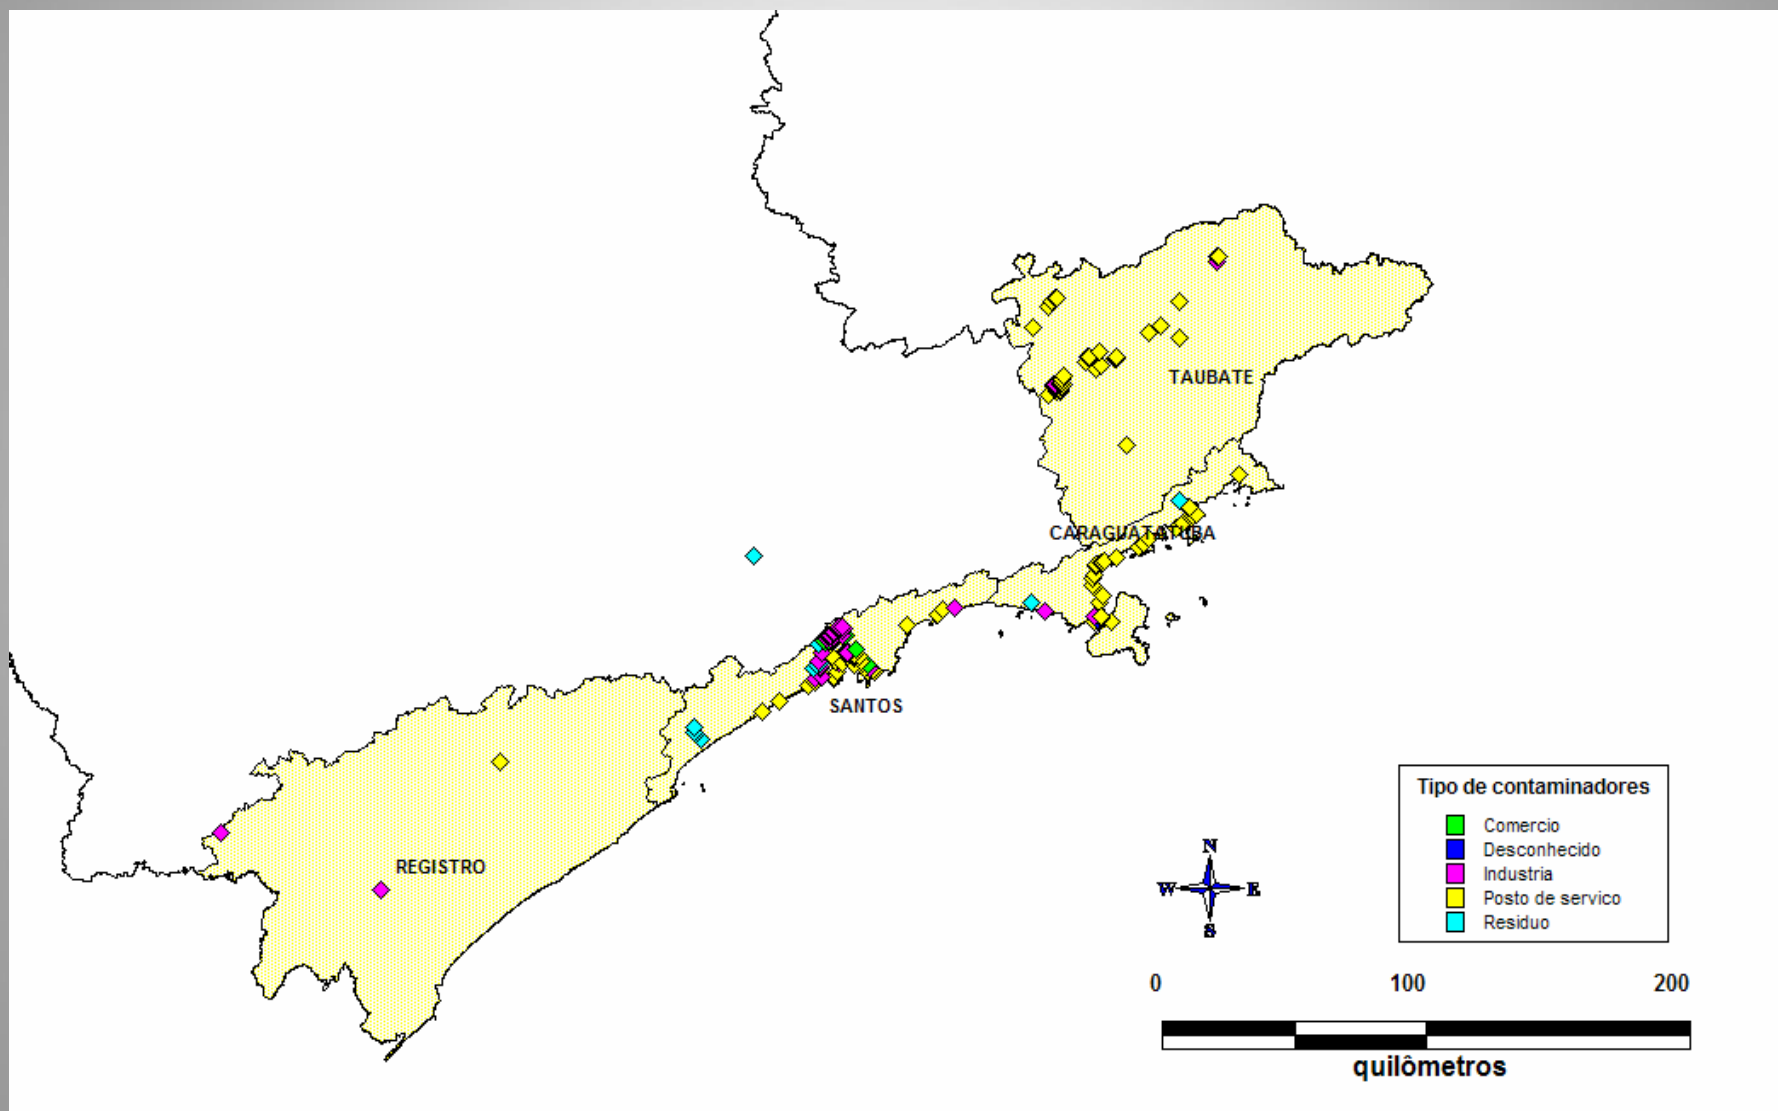 TAUBATE
CARAGUATATUBA
SANTOS
REGISTRO
Tipo de contaminadores
Comercio
Desconhecido
Industria
Posto de servico
Residuo
N
W E
S
0 100 200
quilômetros